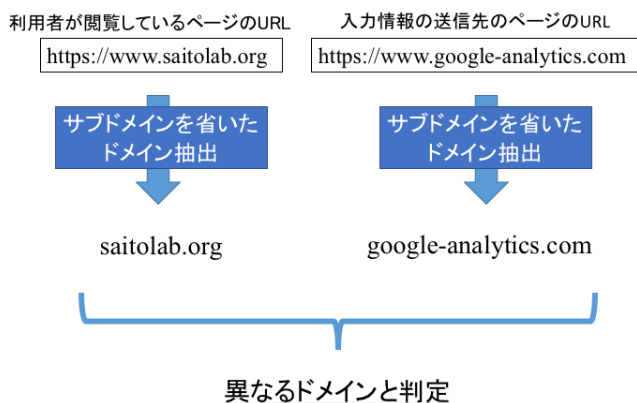 利用者が閲覧しているページのURL
入力情報の送信先のページのURL
https://www.saitolab.org
https://www.google-analytics.com
サブドメインを省いた
ドメイン抽出
サブドメインを省いた
ドメイン抽出
saitolab.org
google-analytics.com
異なるドメインと判定